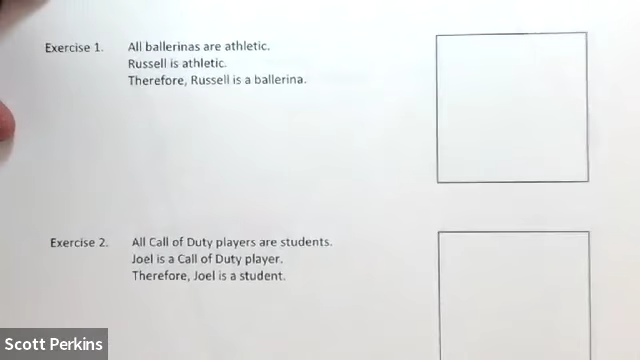 Exercise 1. All ballerinas are athletic.
Russell is athletic.
Therefore, Russell is a ballerina.
Exercise 2. All Call of Duty players are students.
Joel is a Call of Duty player.
Therefore, Joel is a student.
Scott Perkins